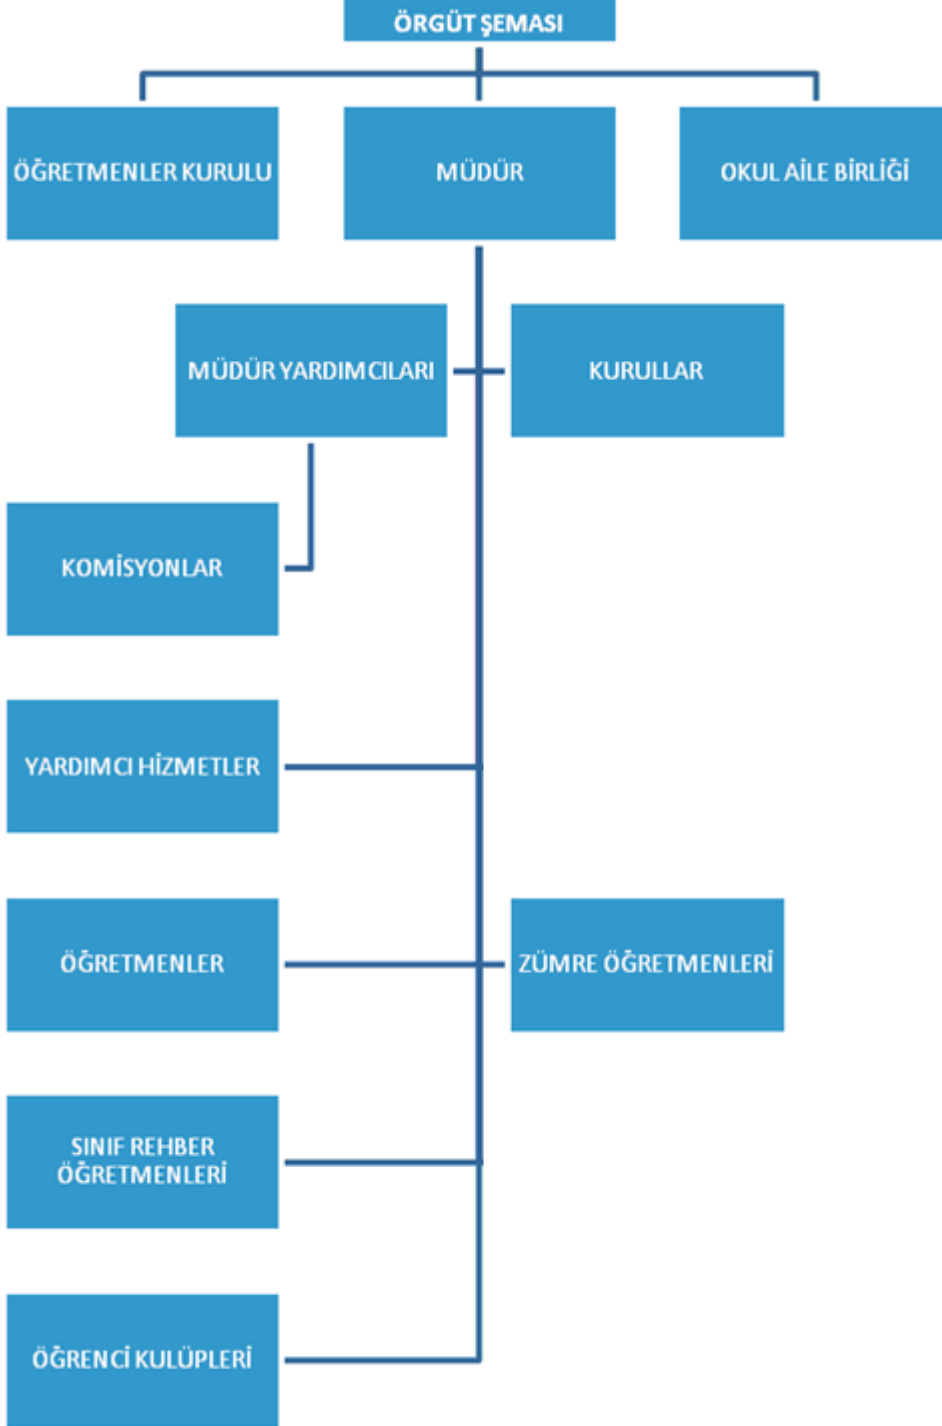 ÖRGÜT ŞEMASI
ÖĞRETMENLER KURULU
MÜDÜR
OKUL AİLE BİRLİĞİ
MÜDÜR YARDIMCILARI
KURULLAR
KOMİSYONLAR
YARDIMCI HİZMETLER
ÖĞRETMENLER
ZÜMRE ÖĞRETMENLERİ
SINIF REHBER
ÖĞRETMENLERİ
ÖĞRENCİ KULÜPLERİ